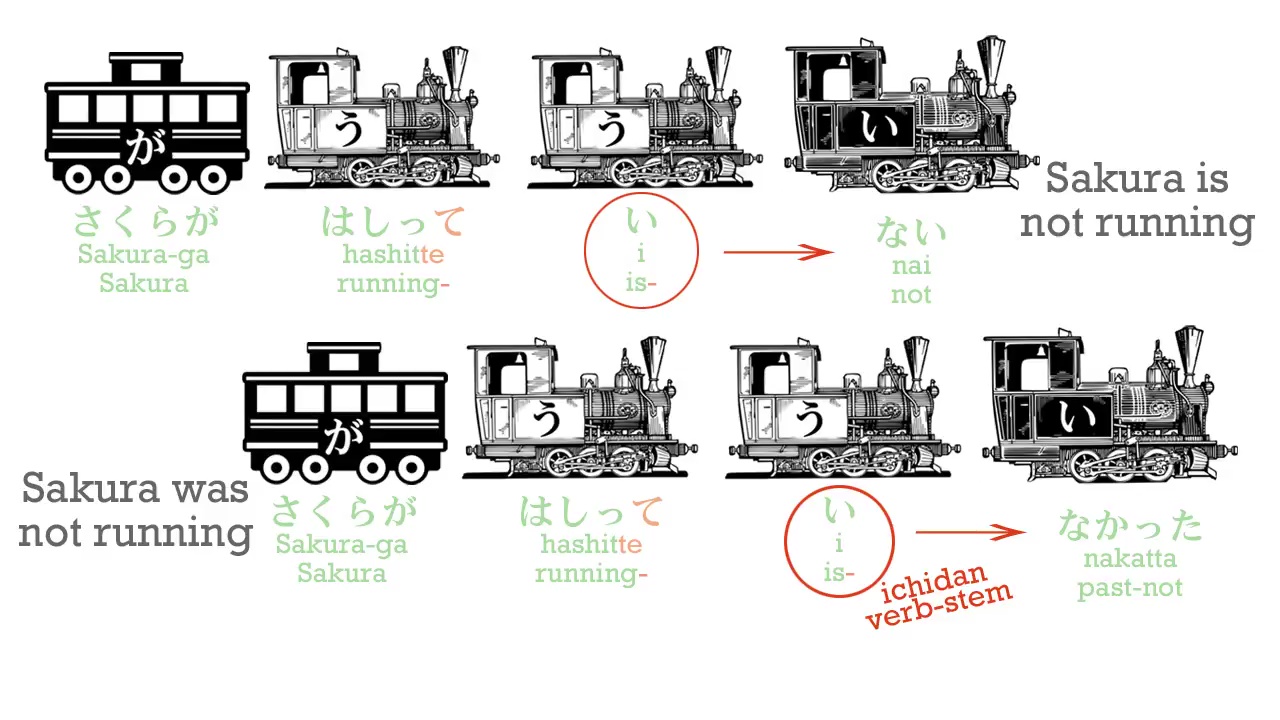 が
う
う
い
さくらが
Sakura-ga
Sakura
はしって
hashitte
running-
い
i
is-
ない
nai
not
Sakura is
not running
が
う
う
い
Sakura was
not running
さくらが
Sakura-ga
Sakura
はしって
hashitte
running-
い
i
is-
ichidan
verb-stem
なかった
nakatta
past-not